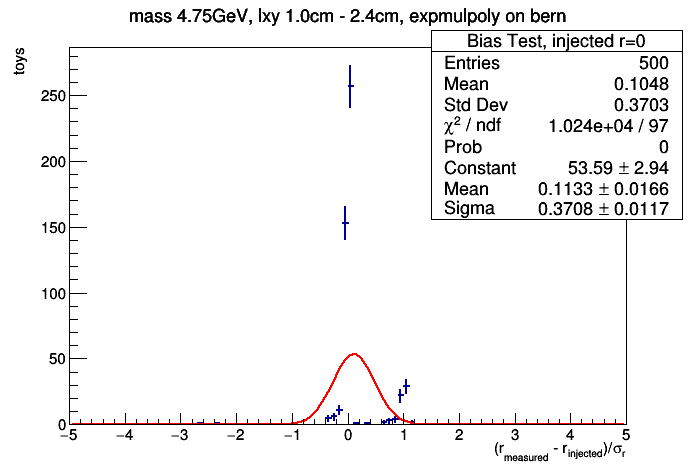 mass 4.75GeV, lxy 1.0cm - 2.4cm, expmulpoly on bern
Bias Test, injected r=0
Entries 500
Mean 0.1048
Std Dev 0.3703
χ² / ndf 1.024e+04 / 97
Prob 0
Constant 53.59 ± 2.94
Mean 0.1133 ± 0.0166
Sigma 0.3708 ± 0.0117
toys
250
200
150
100
50
0
−5 −4 −3 −2 −1 0 1 2 3 4 5
(r_measured - r_injected)/σ_r